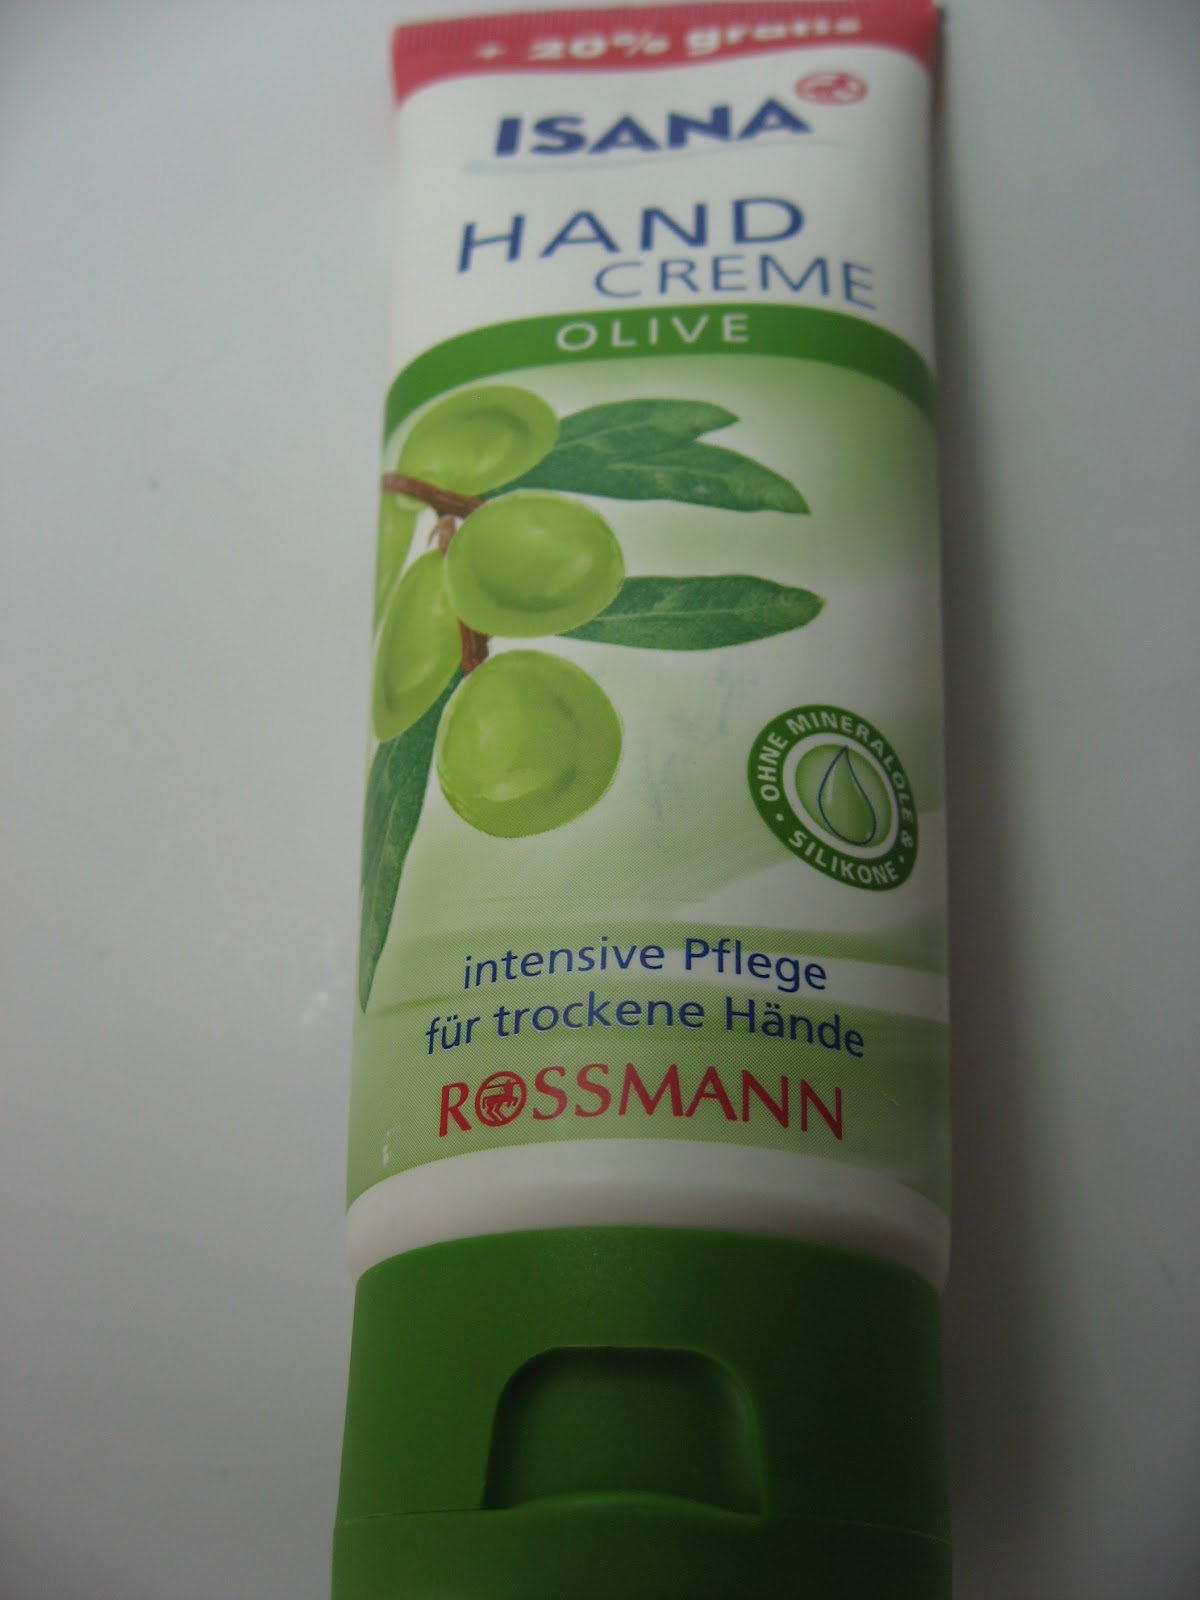 + 20% gratis
ISANA
HAND
CREME
OLIVE
• OHNE MINERALÖLE & •
SILIKONE
intensive Pflege
für trockene Hände
ROSSMANN